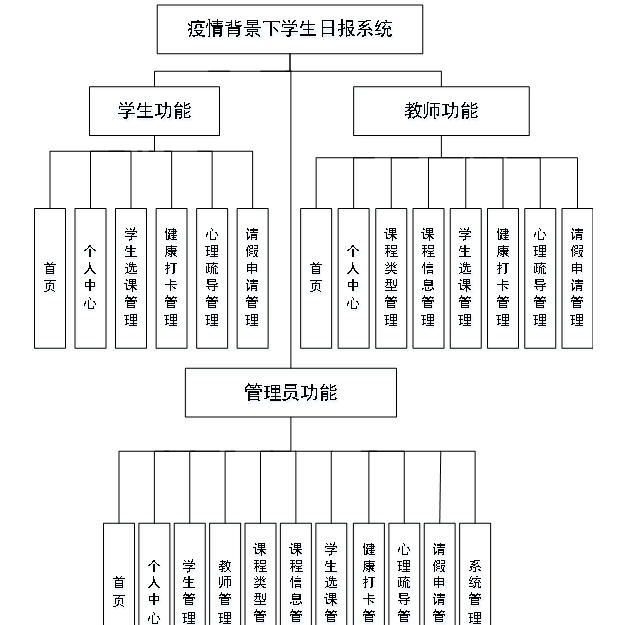 疫情背景下学生日报系统
学生功能
教师功能
首页
个人中心
学生选课管理
健康打卡管理
心理疏导管理
请假申请管理
首页
个人中心
课程类型管理
课程信息管理
学生选课管理
健康打卡管理
心理疏导管理
请假申请管理
管理员功能
首页
个人中心
学生管理
教师管理
课程类型管
课程信息管
学生选课管
健康打卡管
心理疏导管
请假申请管
系统管理